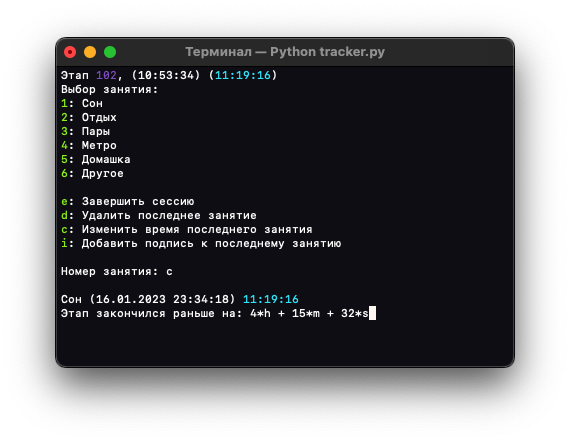 Терминал — Python tracker.py
Этап 102, (10:53:34) (11:19:16)
Выбор занятия:
1: Сон
2: Отдых
3: Пары
4: Метро
5: Домашка
6: Другое
e: Завершить сессию
d: Удалить последнее занятие
c: Изменить время последнего занятия
i: Добавить подпись к последнему занятию
Номер занятия: c
Сон (16.01.2023 23:34:18) 11:19:16
Этап закончился раньше на: 4*h + 15*m + 32*s